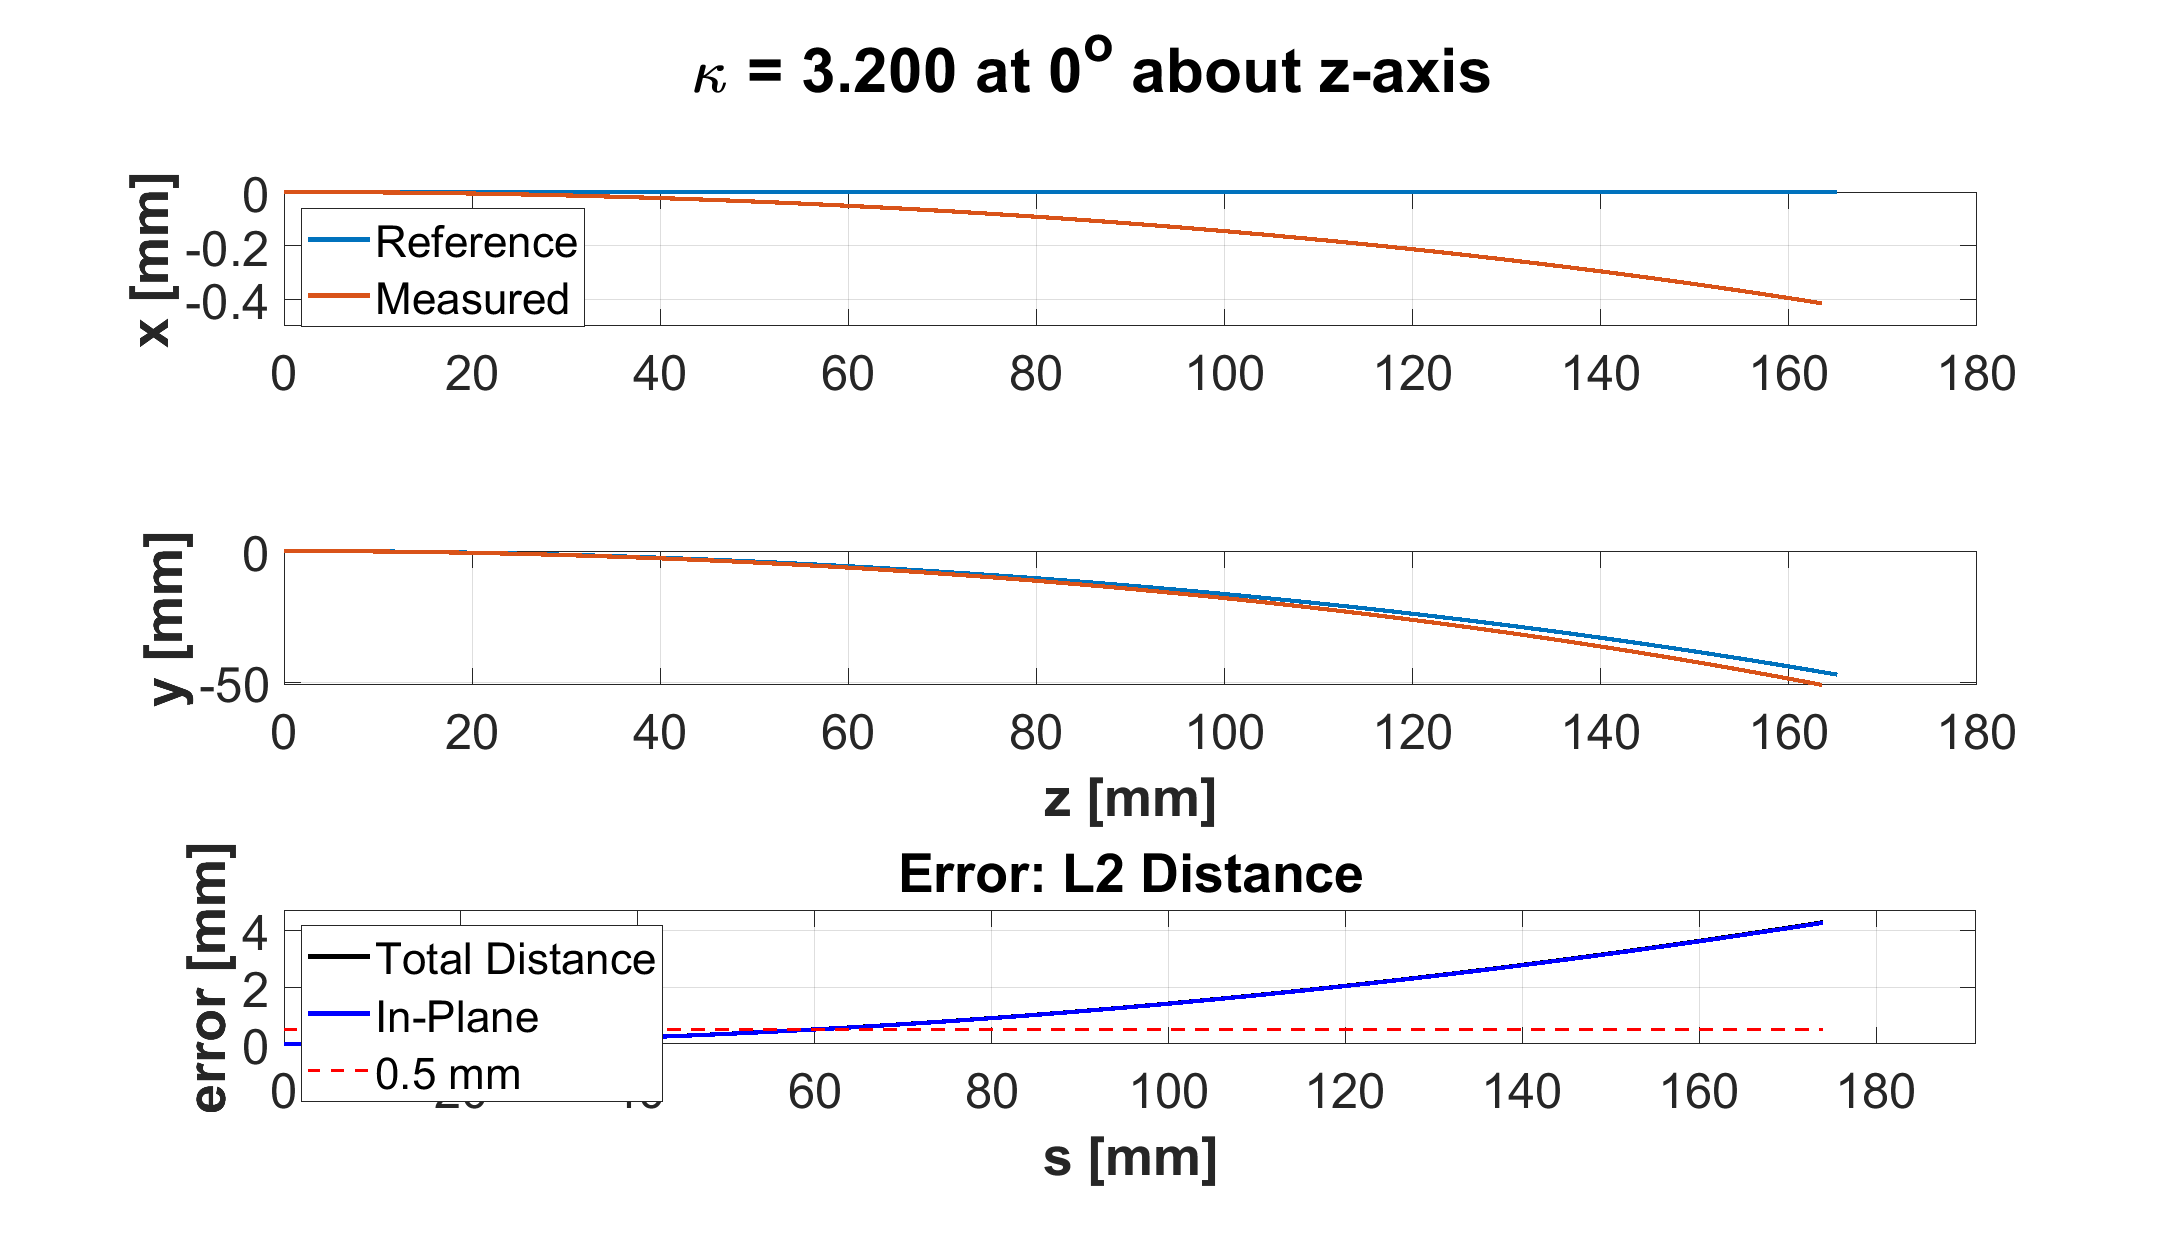 κ = 3.200 at 0° about z-axis
x [mm]
0
-0.2
-0.4
Reference
Measured
0 20 40 60 80 100 120 140 160 180
y [mm]
0
-50
0 20 40 60 80 100 120 140 160 180
z [mm]
Error: L2 Distance
error [mm]
4
2
0
Total Distance
In-Plane
0.5 mm
0 20 40 60 80 100 120 140 160 180
s [mm]